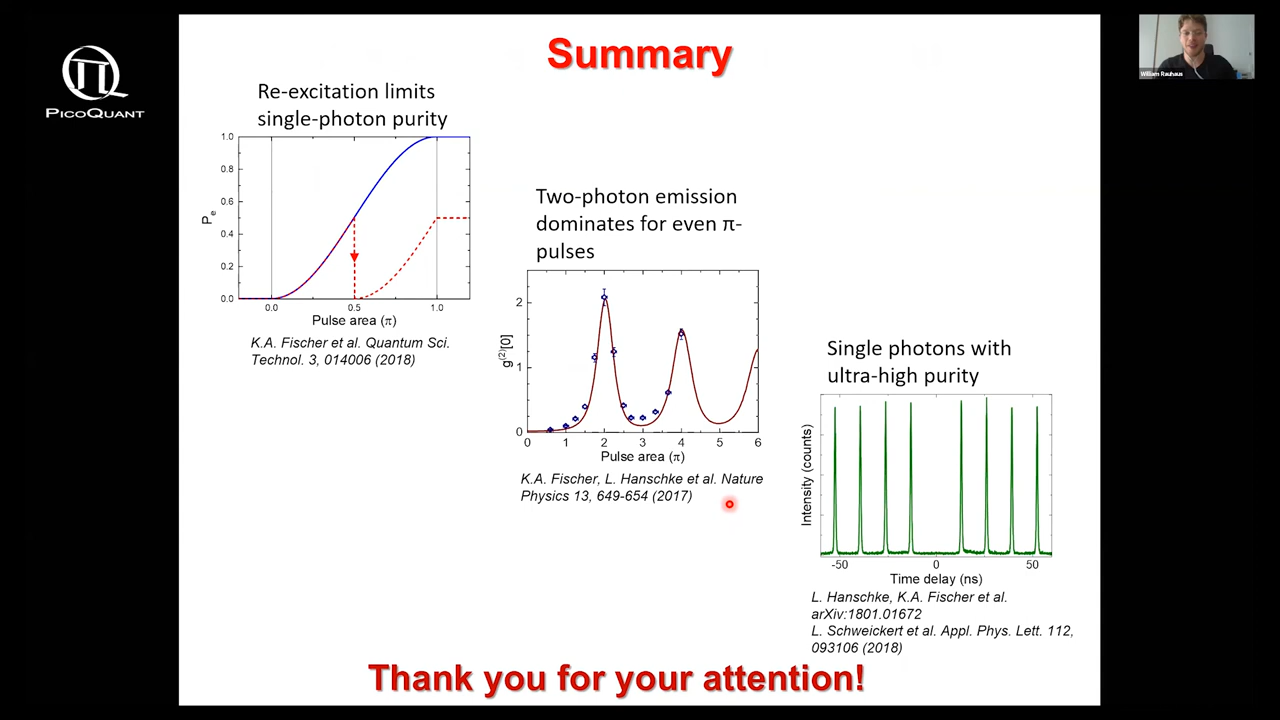 Summary
William Rauhaus
PICOQUANT
Re-excitation limits
single-photon purity
1.0
0.8
0.6
0.4
0.2
0.0
Pe
0.0 0.5 1.0
Pulse area (π)
K.A. Fischer et al. Quantum Sci.
Technol. 3, 014006 (2018)
Two-photon emission
dominates for even π-
pulses
2
1
0
g(2)[0]
0 1 2 3 4 5 6
Pulse area (π)
K.A. Fischer, L. Hanschke et al. Nature
Physics 13, 649-654 (2017)
Single photons with
ultra-high purity
Intensity (counts)
-50 0 50
Time delay (ns)
L. Hanschke, K.A. Fischer et al.
arXiv:1801.01672
L. Schweickert et al. Appl. Phys. Lett. 112,
093106 (2018)
Thank you for your attention!